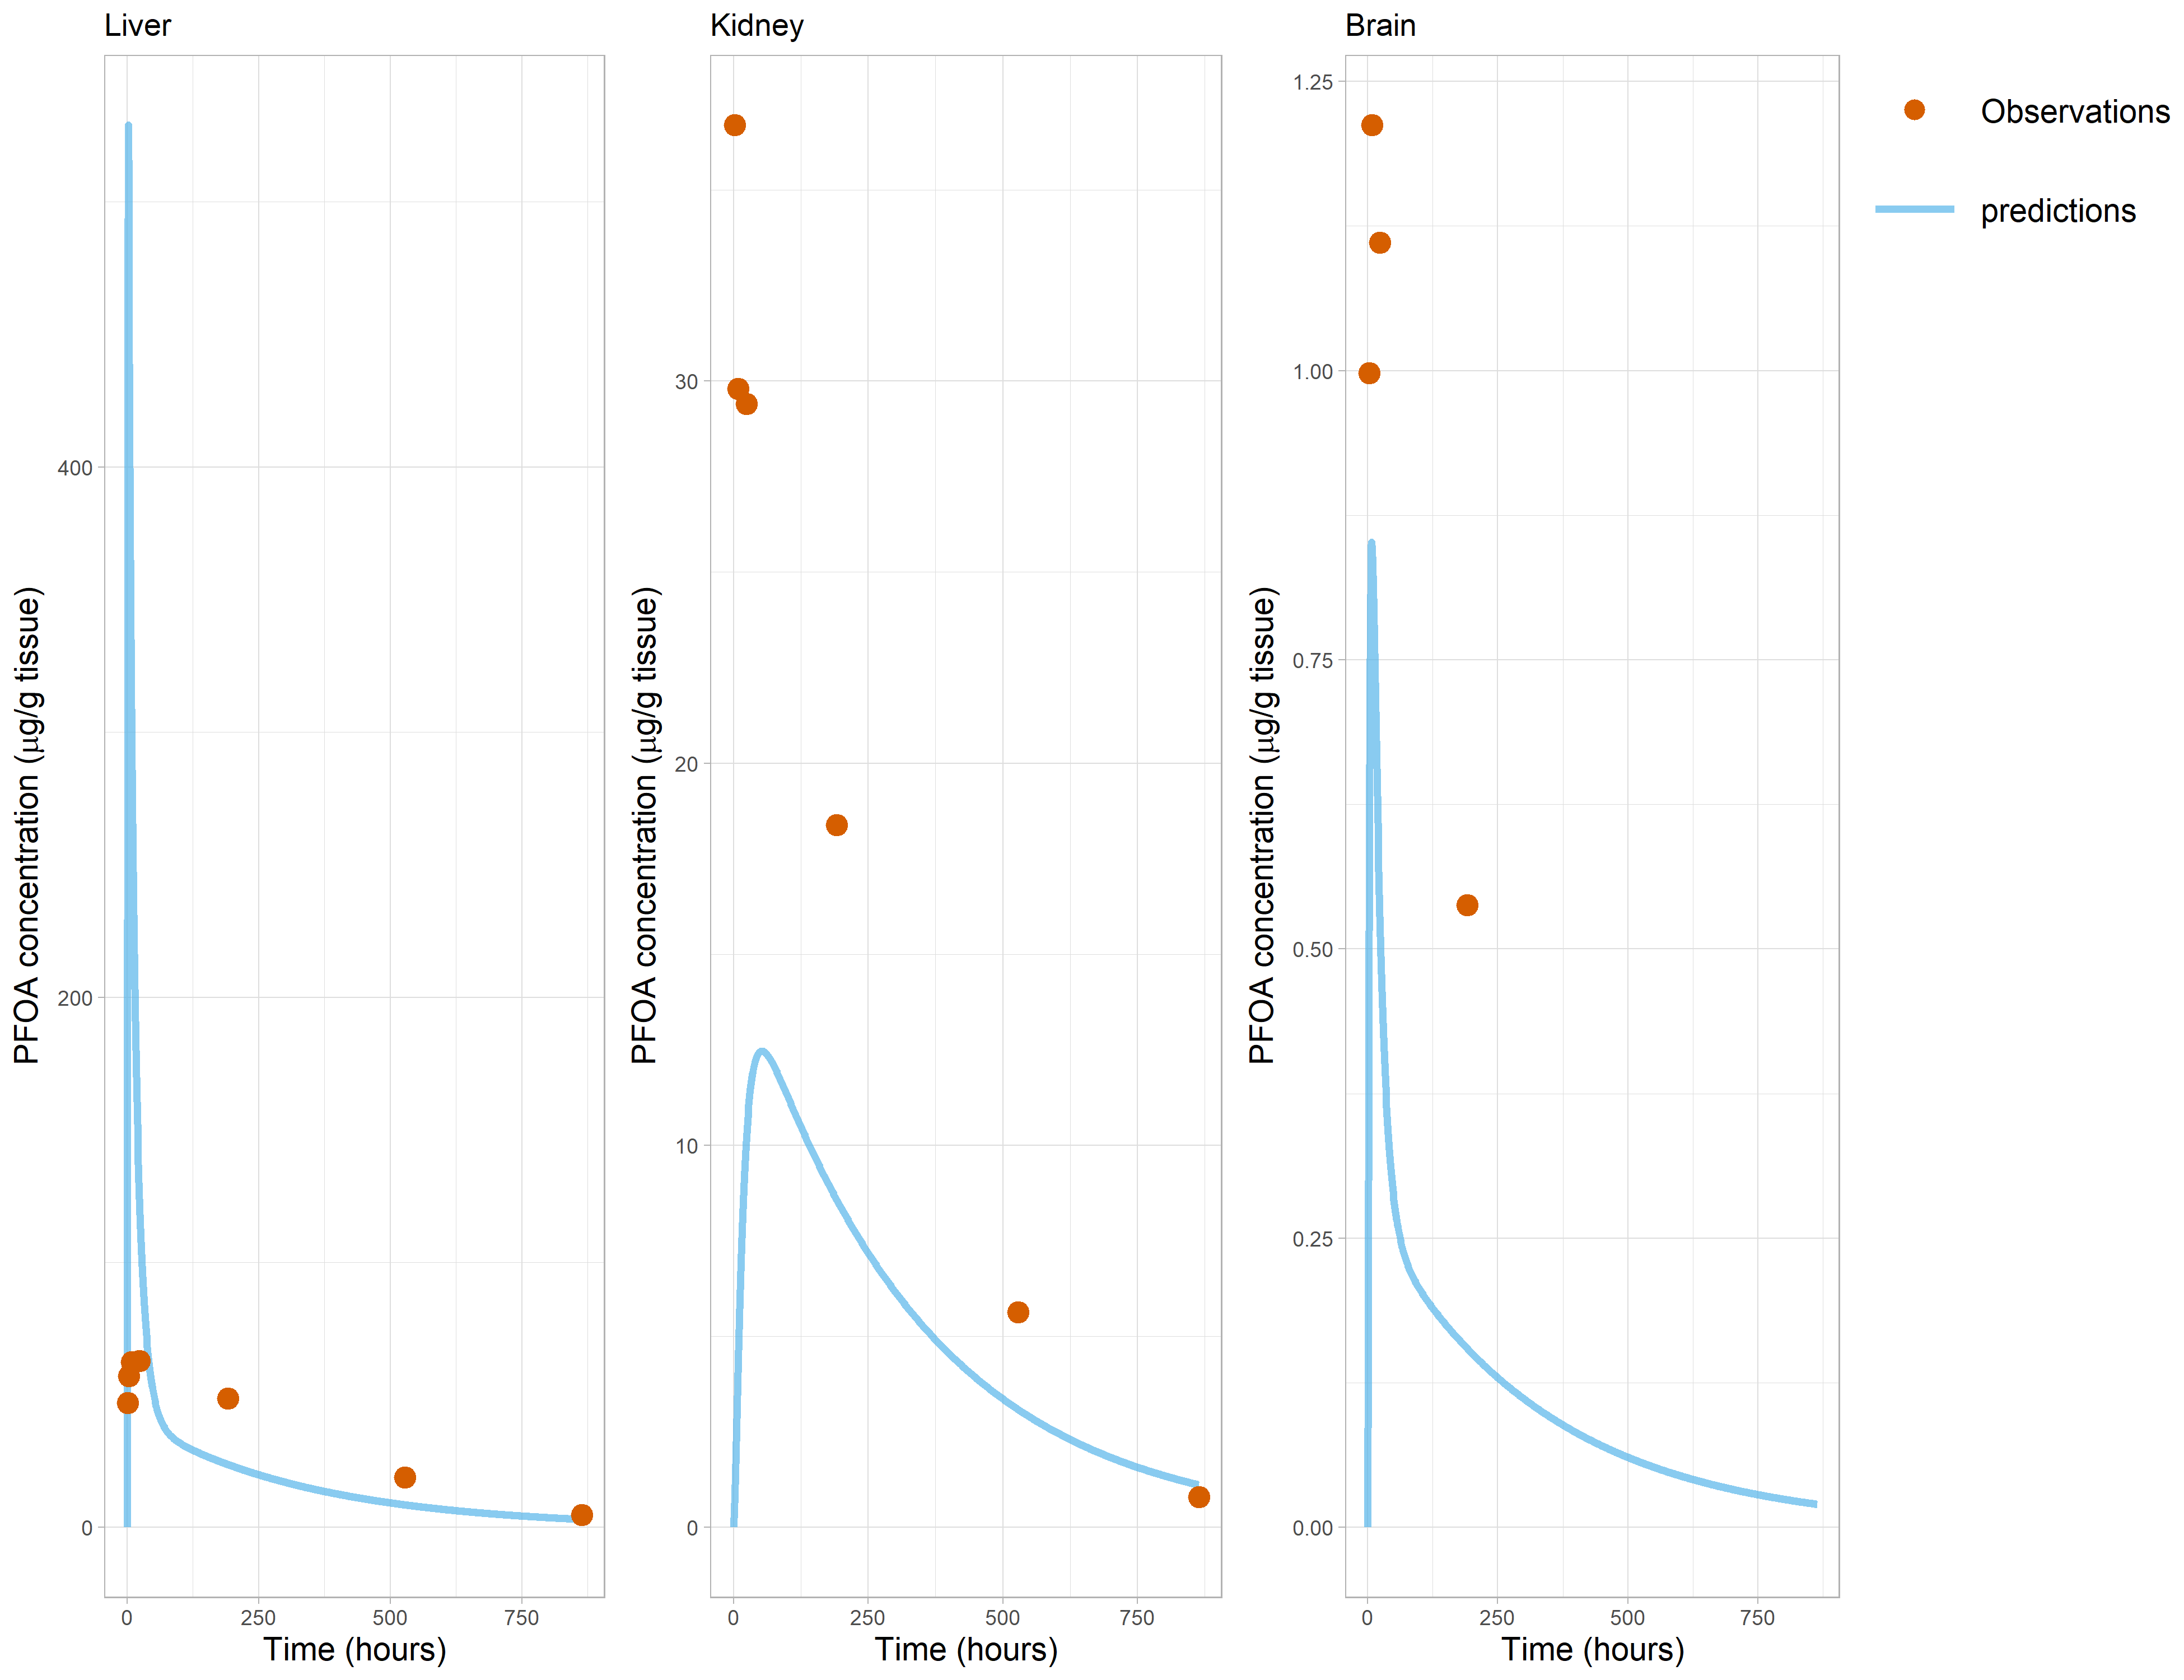 Liver
PFOA concentration (μg/g tissue)
400
200
0
0 250 500 750
Time (hours)
Kidney
PFOA concentration (μg/g tissue)
30
20
10
0
0 250 500 750
Time (hours)
Brain
PFOA concentration (μg/g tissue)
1.25
1.00
0.75
0.50
0.25
0.00
0 250 500 750
Time (hours)
Observations
predictions